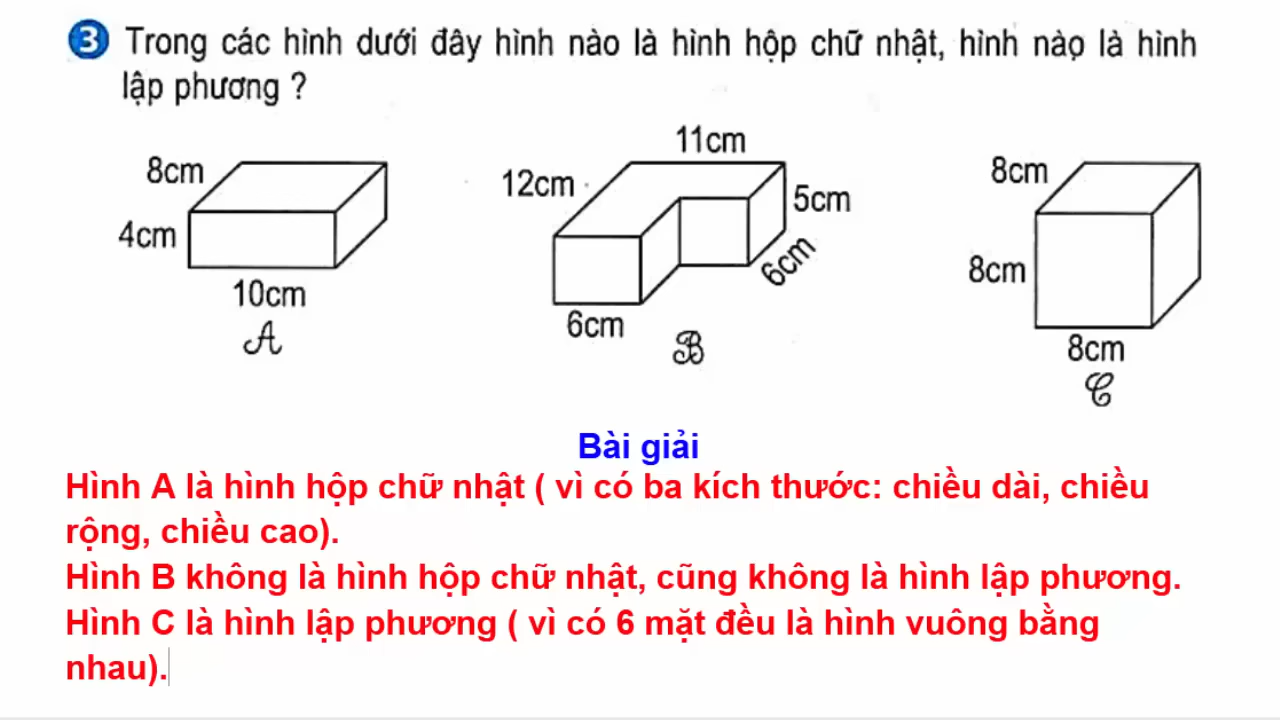 3 Trong các hình dưới đây hình nào là hình hộp chữ nhật, hình nào là hình
lập phương ?
11cm
8cm
12cm
8cm
5cm
4cm
8cm
6cm
10cm
6cm
8cm
A
B
C
Bài giải
Hình A là hình hộp chữ nhật ( vì có ba kích thước: chiều dài, chiều
rộng, chiều cao).
Hình B không là hình hộp chữ nhật, cũng không là hình lập phương.
Hình C là hình lập phương ( vì có 6 mặt đều là hình vuông bằng
nhau).